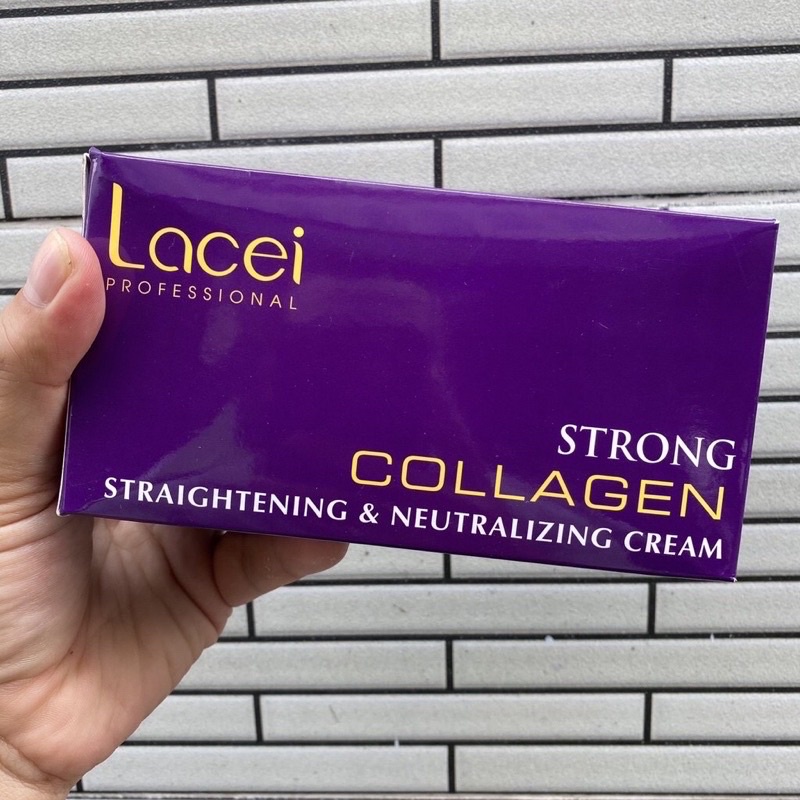 Lacei
PROFESSIONAL
STRONG
COLLAGEN
STRAIGHTENING & NEUTRALIZING CREAM